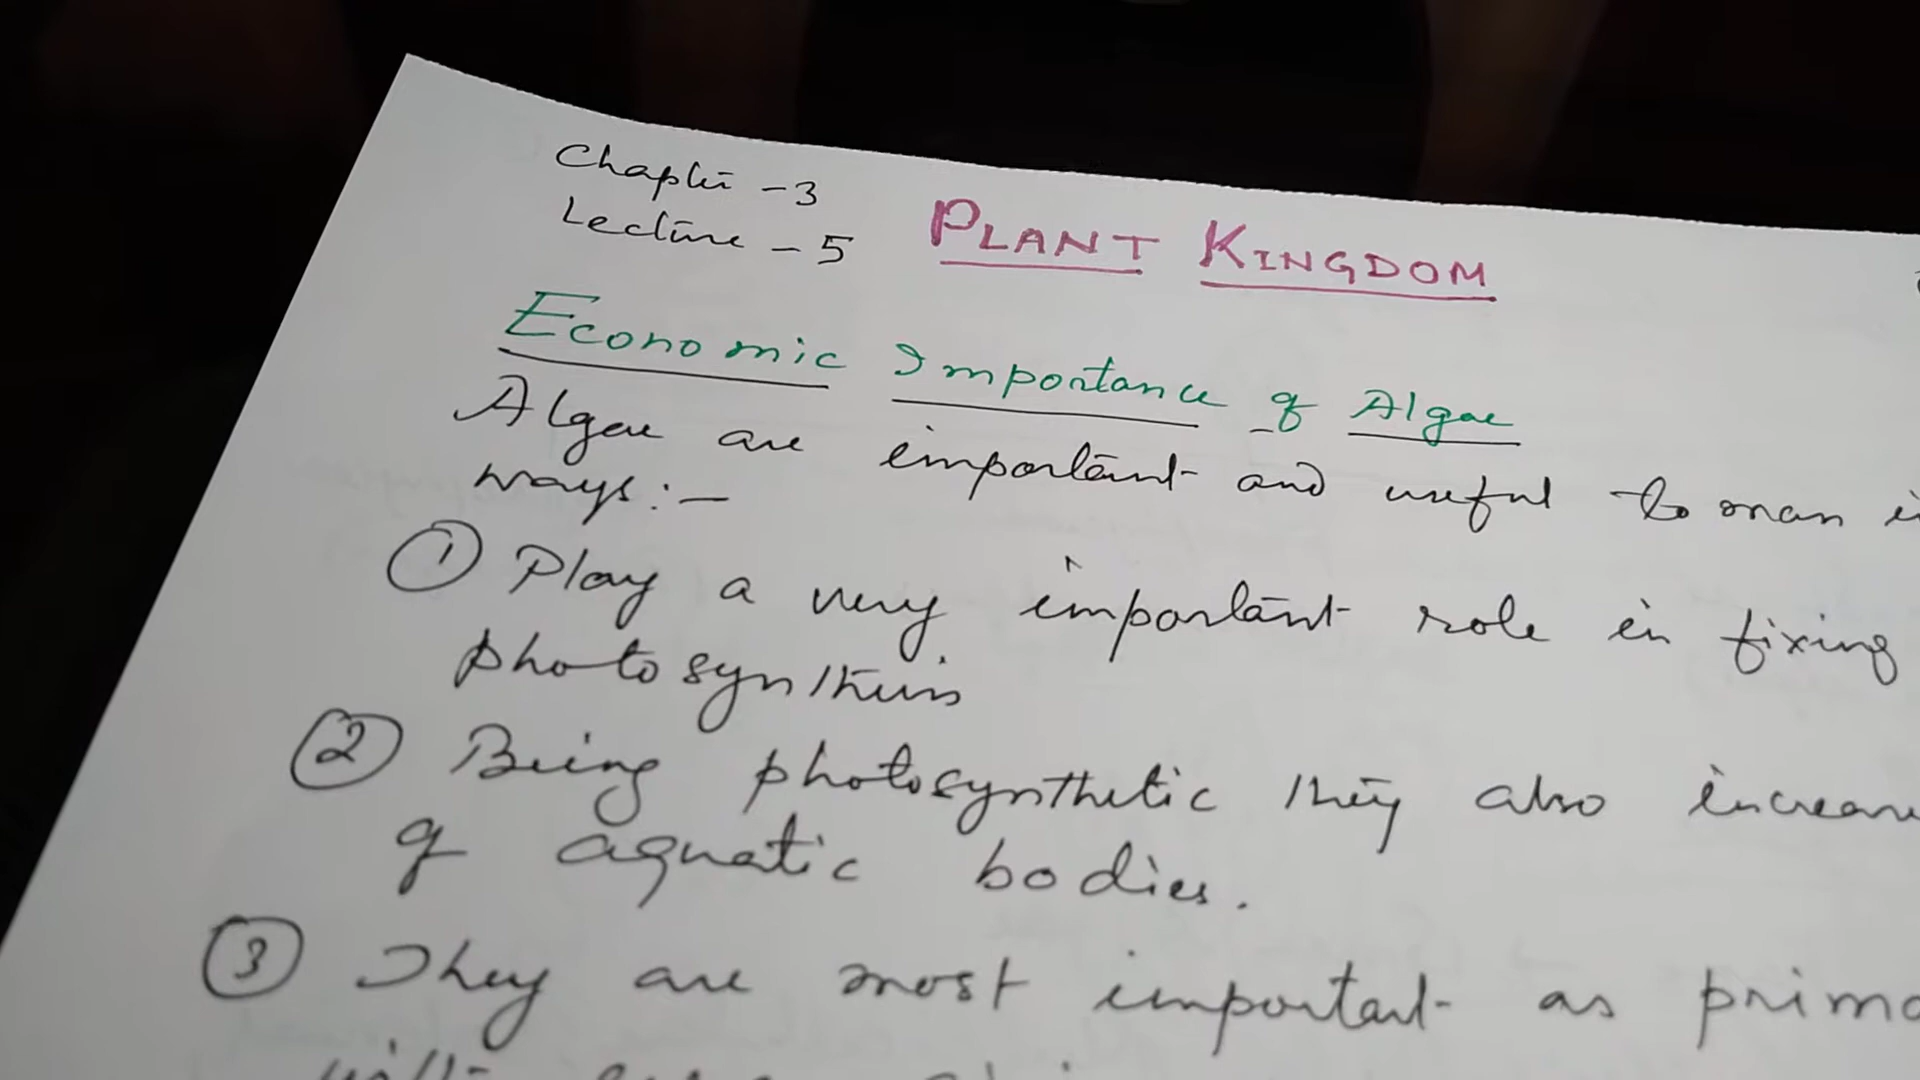 Chapter - 3
Lecture - 5
PLANT KINGDOM
Economic Importance of Algae
Algae are important and useful to man
ways:-
① Play a very important role in fixing
photosynthesis
② Being photosynthetic they also increase
of aquatic bodies.
③ They are most important as prima